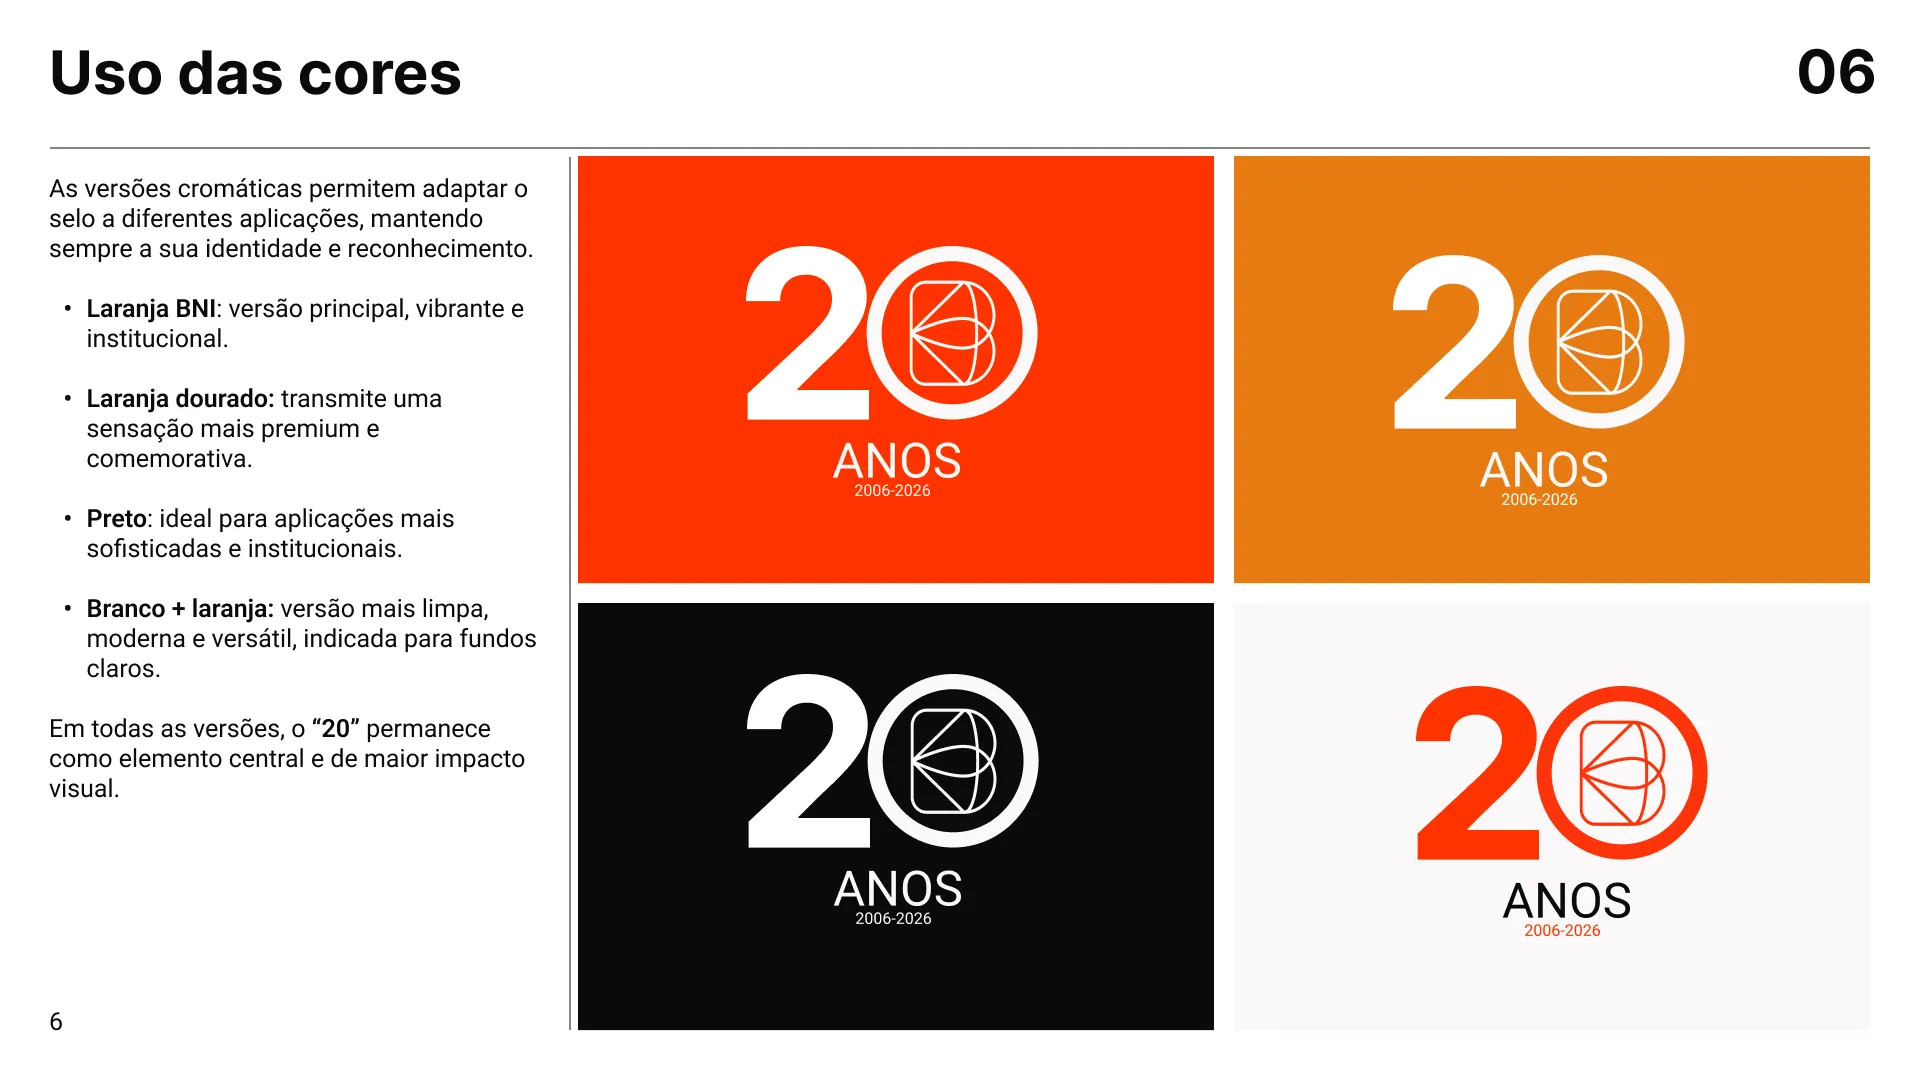 Uso das cores
06
As versões cromáticas permitem adaptar o
selo a diferentes aplicações, mantendo
sempre a sua identidade e reconhecimento.
• Laranja BNI: versão principal, vibrante e
institucional.
• Laranja dourado: transmite uma
sensação mais premium e
comemorativa.
• Preto: ideal para aplicações mais
sofisticadas e institucionais.
• Branco + laranja: versão mais limpa,
moderna e versátil, indicada para fundos
claros.
Em todas as versões, o “20” permanece
como elemento central e de maior impacto
visual.
6
20
ANOS
2006-2026
20
ANOS
2006-2026
20
ANOS
2006-2026
20
ANOS
2006-2026